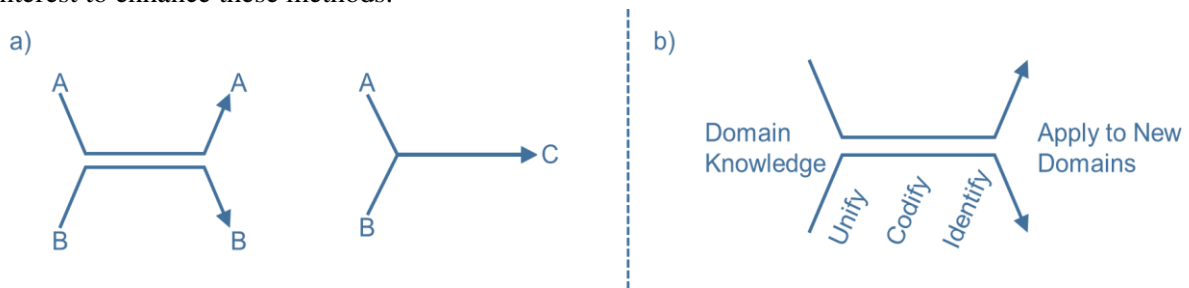 interest to enhance these methods.
a)
A
A
B
B
A
C
B
b)
Domain
Knowledge
Unify
Codify
Identify
Apply to New
Domains